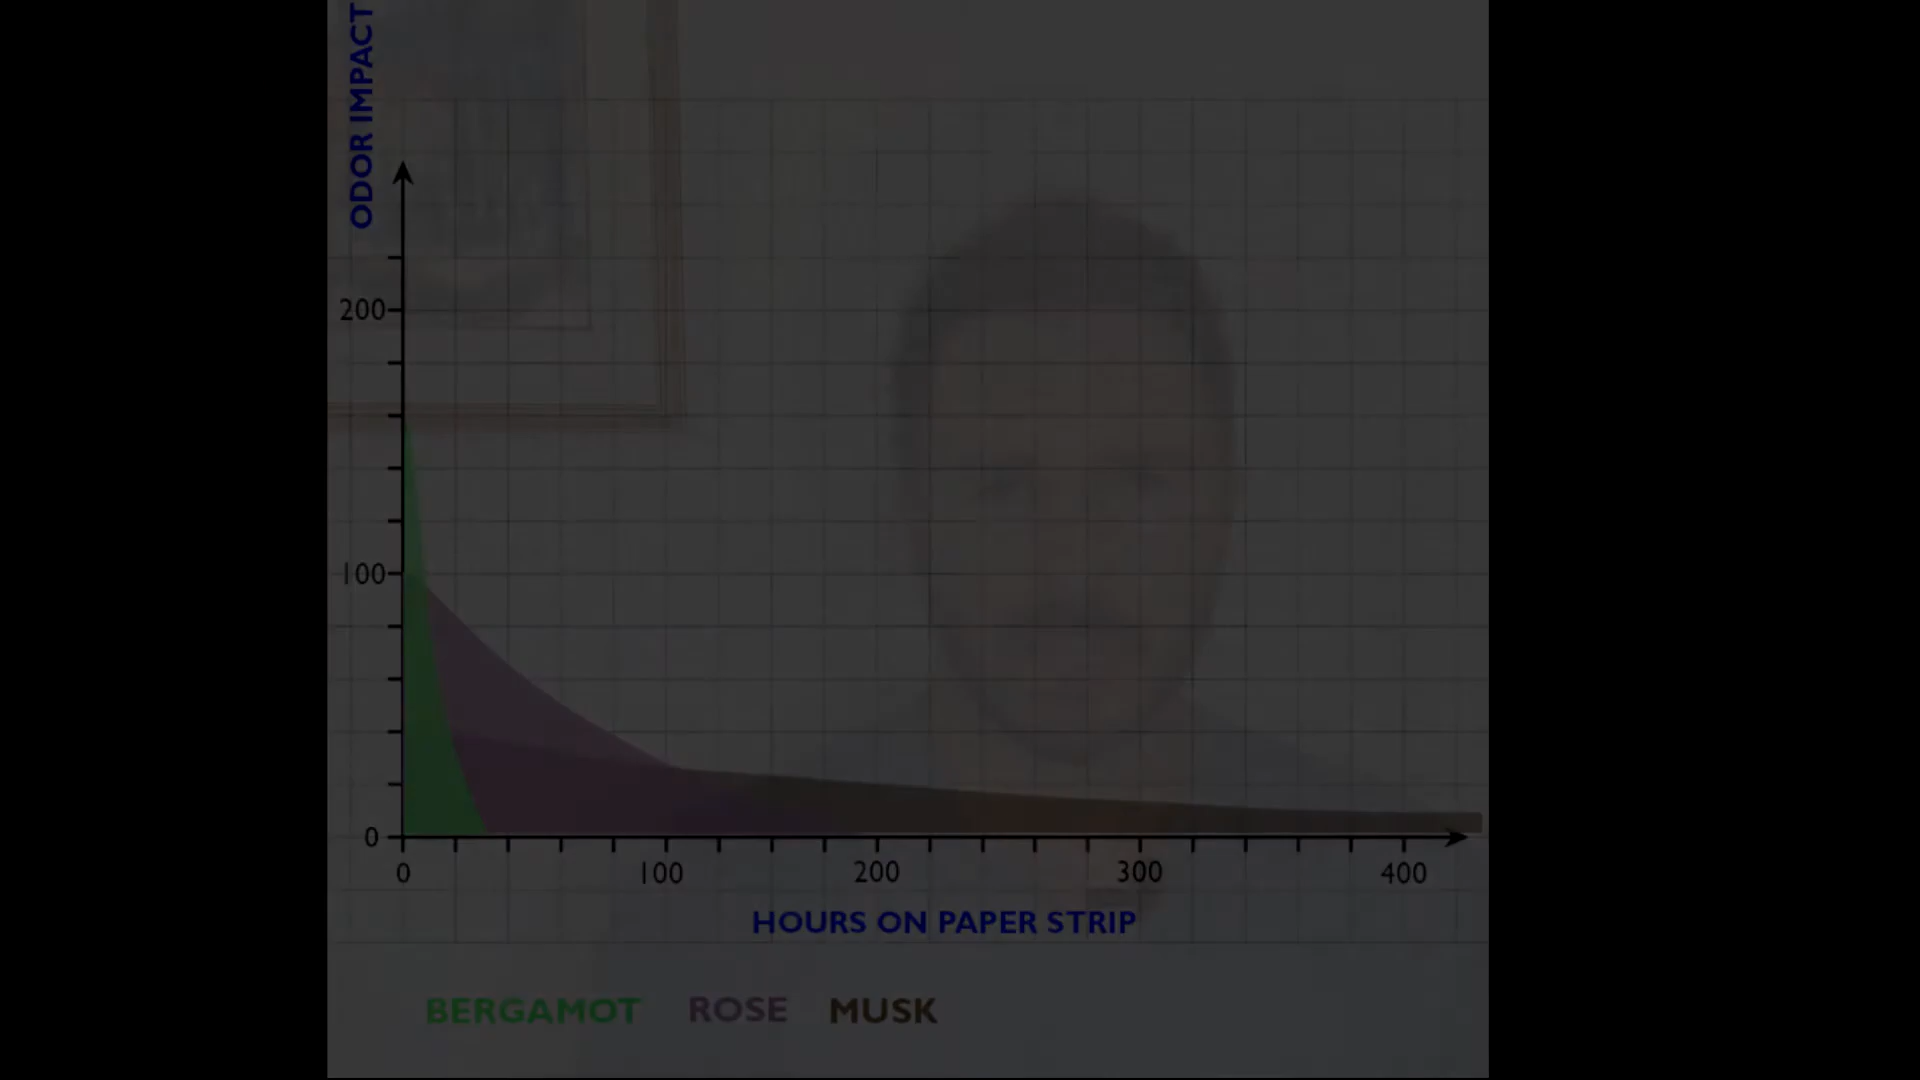 ODOR IMPACT
200
100
0
0 100 200 300 400
HOURS ON PAPER STRIP
BERGAMOT ROSE MUSK